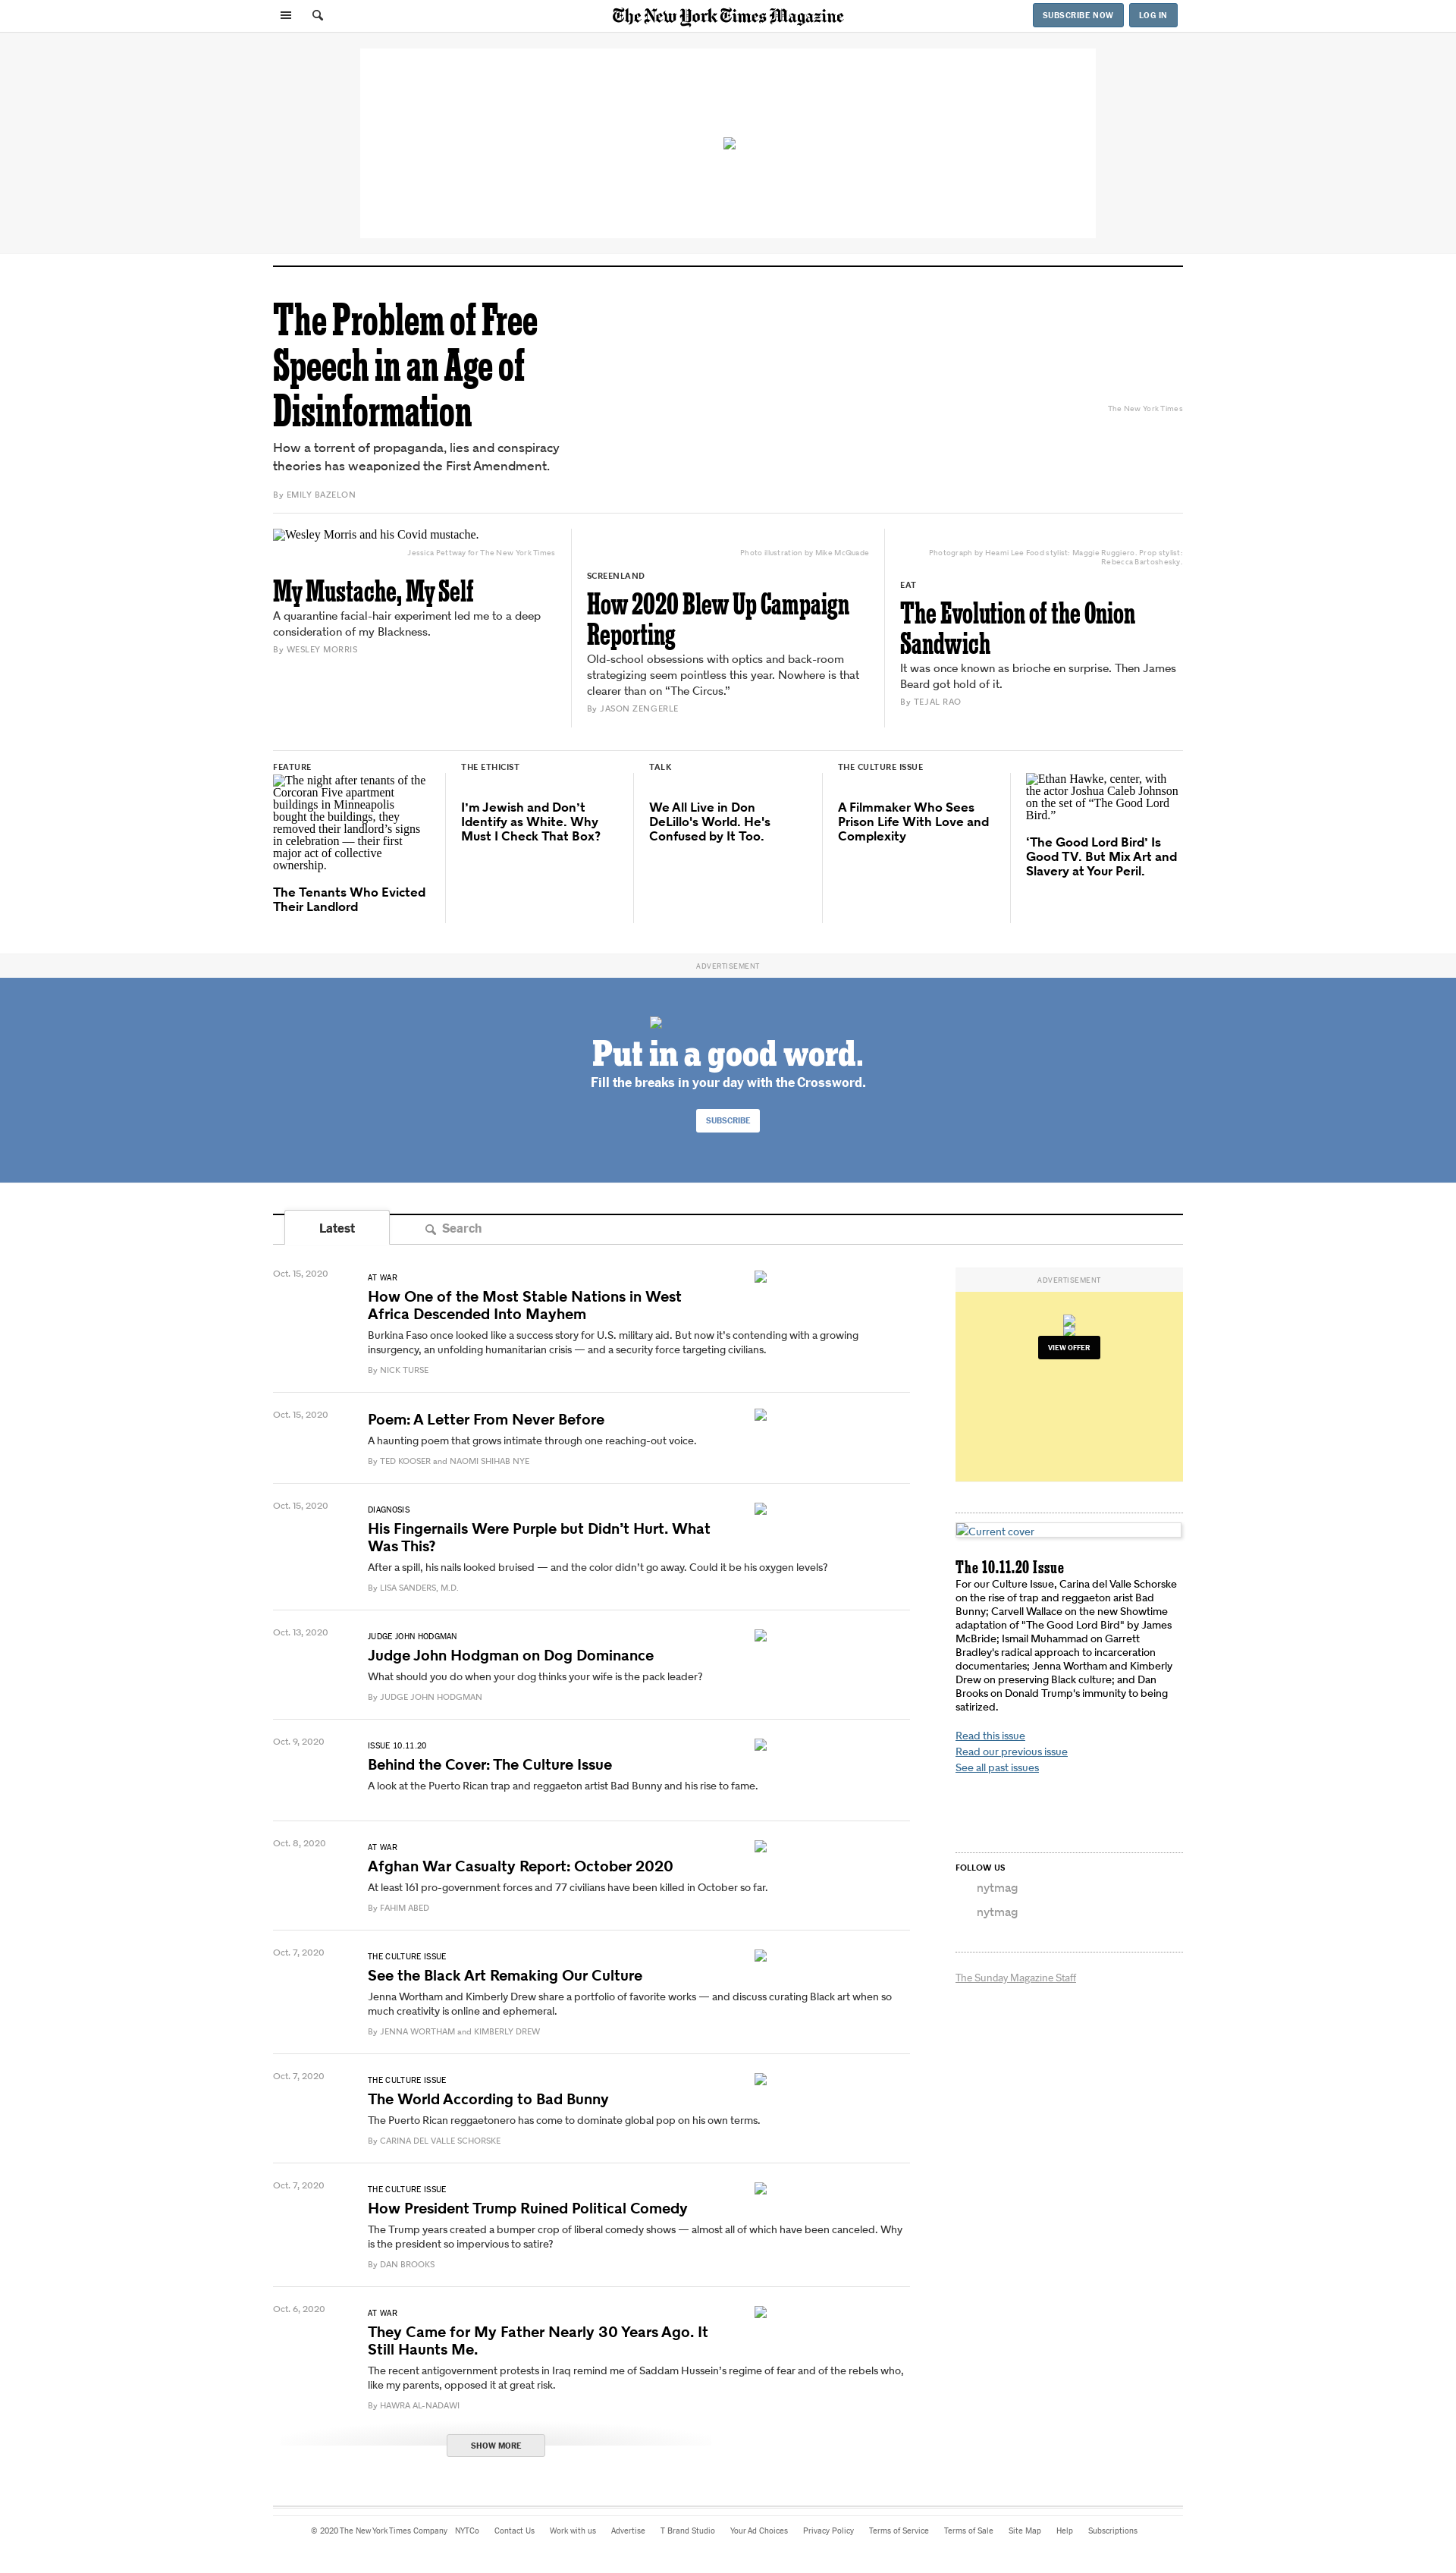 The New York Times Magazine
SUBSCRIBE NOW
LOG IN
The Problem of Free
Speech in an Age of
Disinformation
How a torrent of propaganda, lies and conspiracy
theories has weaponized the First Amendment.
By EMILY BAZELON
The New York Times
Wesley Morris and his Covid mustache.
Jessica Pettway for The New York Times
My Mustache, My Self
A quarantine facial-hair experiment led me to a deep
consideration of my Blackness.
By WESLEY MORRIS
Photo illustration by Mike McQuade
SCREENLAND
How 2020 Blew Up Campaign
Reporting
Old-school obsessions with optics and back-room
strategizing seem pointless this year. Nowhere is that
clearer than on “The Circus.”
By JASON ZENGERLE
Photograph by Heami Lee Food stylist: Maggie Ruggiero. Prop stylist:
Rebecca Bartoshesky.
EAT
The Evolution of the Onion
Sandwich
It was once known as brioche en surprise. Then James
Beard got hold of it.
By TEJAL RAO
FEATURE
The night after tenants of the
Corcoran Five apartment
buildings in Minneapolis
bought the buildings, they
removed their landlord’s signs
in celebration — their first
major act of collective
ownership.
The Tenants Who Evicted
Their Landlord
THE ETHICIST
I’m Jewish and Don’t
Identify as White. Why
Must I Check That Box?
TALK
We All Live in Don
DeLillo's World. He's
Confused by It Too.
THE CULTURE ISSUE
A Filmmaker Who Sees
Prison Life With Love and
Complexity
Ethan Hawke, center, with
the actor Joshua Caleb Johnson
on the set of “The Good Lord
Bird.”
‘The Good Lord Bird’ Is
Good TV. But Mix Art and
Slavery at Your Peril.
ADVERTISEMENT
Put in a good word.
Fill the breaks in your day with the Crossword.
SUBSCRIBE
Latest
Search
Oct. 15, 2020
AT WAR
How One of the Most Stable Nations in West
Africa Descended Into Mayhem
Burkina Faso once looked like a success story for U.S. military aid. But now it’s contending with a growing
insurgency, an unfolding humanitarian crisis — and a security force targeting civilians.
By NICK TURSE
Oct. 15, 2020
Poem: A Letter From Never Before
A haunting poem that grows intimate through one reaching-out voice.
By TED KOOSER and NAOMI SHIHAB NYE
Oct. 15, 2020
DIAGNOSIS
His Fingernails Were Purple but Didn’t Hurt. What
Was This?
After a spill, his nails looked bruised — and the color didn’t go away. Could it be his oxygen levels?
By LISA SANDERS, M.D.
Oct. 13, 2020
JUDGE JOHN HODGMAN
Judge John Hodgman on Dog Dominance
What should you do when your dog thinks your wife is the pack leader?
By JUDGE JOHN HODGMAN
Oct. 9, 2020
ISSUE 10.11.20
Behind the Cover: The Culture Issue
A look at the Puerto Rican trap and reggaeton artist Bad Bunny and his rise to fame.
Oct. 8, 2020
AT WAR
Afghan War Casualty Report: October 2020
At least 161 pro-government forces and 77 civilians have been killed in October so far.
By FAHIM ABED
Oct. 7, 2020
THE CULTURE ISSUE
See the Black Art Remaking Our Culture
Jenna Wortham and Kimberly Drew share a portfolio of favorite works — and discuss curating Black art when so
much creativity is online and ephemeral.
By JENNA WORTHAM and KIMBERLY DREW
Oct. 7, 2020
THE CULTURE ISSUE
The World According to Bad Bunny
The Puerto Rican reggaetonero has come to dominate global pop on his own terms.
By CARINA DEL VALLE SCHORSKE
Oct. 7, 2020
THE CULTURE ISSUE
How President Trump Ruined Political Comedy
The Trump years created a bumper crop of liberal comedy shows — almost all of which have been canceled. Why
is the president so impervious to satire?
By DAN BROOKS
Oct. 6, 2020
AT WAR
They Came for My Father Nearly 30 Years Ago. It
Still Haunts Me.
The recent antigovernment protests in Iraq remind me of Saddam Hussein’s regime of fear and of the rebels who,
like my parents, opposed it at great risk.
By HAWRA AL-NADAWI
SHOW MORE
ADVERTISEMENT
VIEW OFFER
Current cover
The 10.11.20 Issue
For our Culture Issue, Carina del Valle Schorske
on the rise of trap and reggaeton arist Bad
Bunny; Carvell Wallace on the new Showtime
adaptation of "The Good Lord Bird" by James
McBride; Ismail Muhammad on Garrett
Bradley's radical approach to incarceration
documentaries; Jenna Wortham and Kimberly
Drew on preserving Black culture; and Dan
Brooks on Donald Trump's immunity to being
satirized.
Read this issue
Read our previous issue
See all past issues
FOLLOW US
nytmag
nytmag
The Sunday Magazine Staff
© 2020 The New York Times Company NYTCo Contact Us Work with us Advertise T Brand Studio Your Ad Choices Privacy Policy Terms of Service Terms of Sale Site Map Help Subscriptions